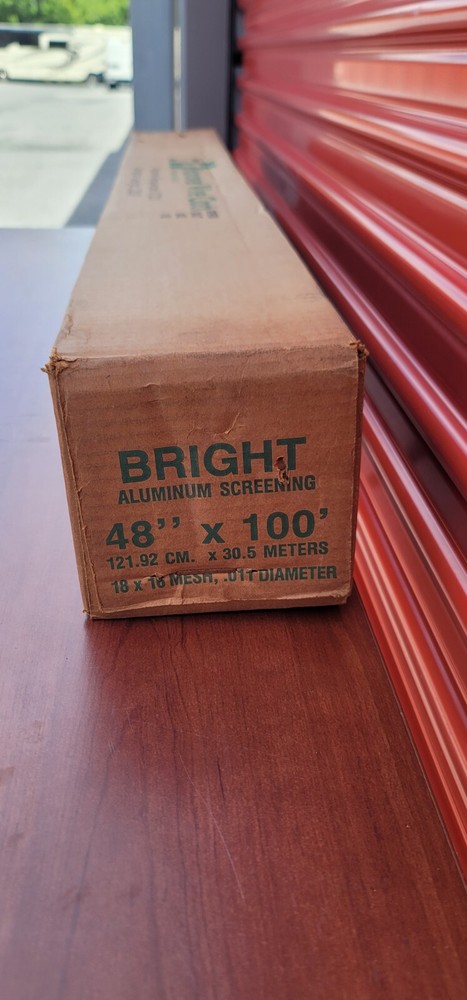 BRIGHT
ALUMINUM SCREENING
48’’ x 100’
121.92 CM. x 30.5 METERS
18 x 16 MESH, .011 DIAMETER